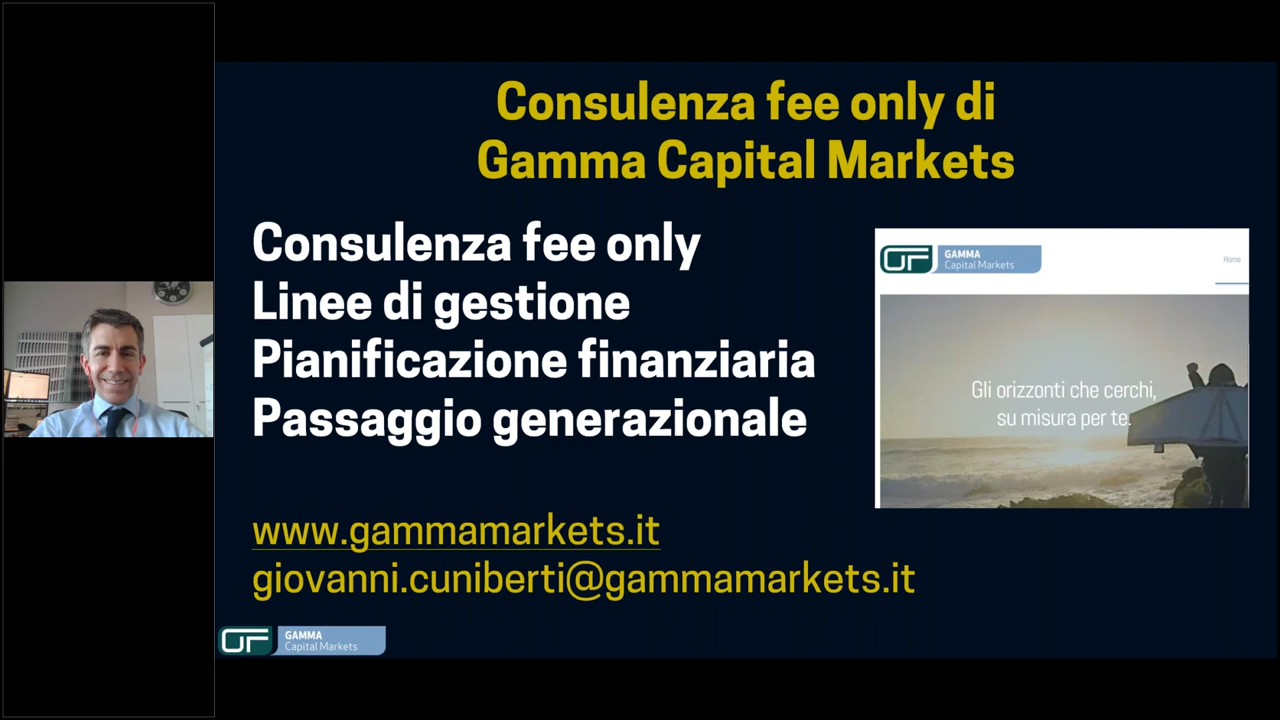 Consulenza fee only di
Gamma Capital Markets
Consulenza fee only
Linee di gestione
Pianificazione finanziaria
Passaggio generazionale
GAMMA
Capital Markets
Home
Gli orizzonti che cerchi,
su misura per te.
www.gammamarkets.it
giovanni.cuniberti@gammamarkets.it
GAMMA
Capital Markets